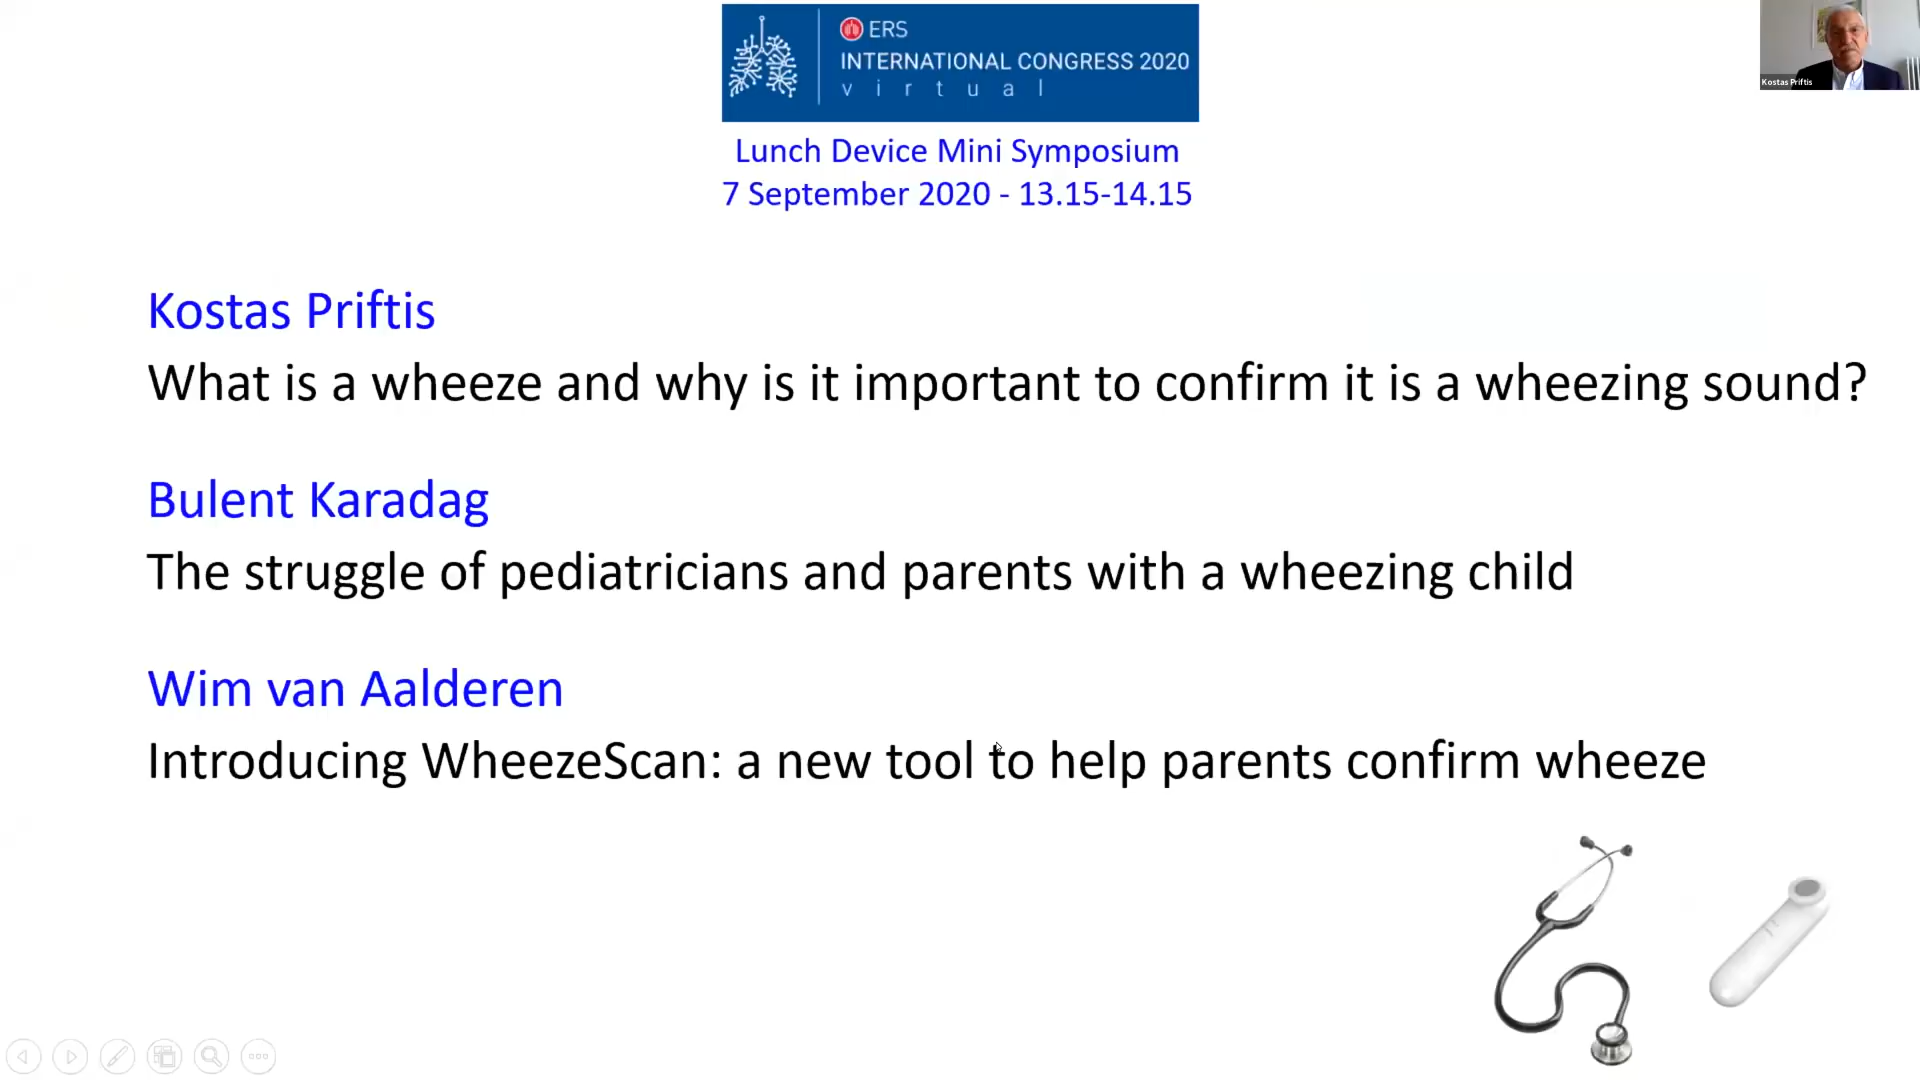 ERS
INTERNATIONAL CONGRESS 2020
virtual
Kostas Priftis
Lunch Device Mini Symposium
7 September 2020 - 13.15-14.15
Kostas Priftis
What is a wheeze and why is it important to confirm it is a wheezing sound?
Bulent Karadag
The struggle of pediatricians and parents with a wheezing child
Wim van Aalderen
Introducing WheezeScan: a new tool to help parents confirm wheeze